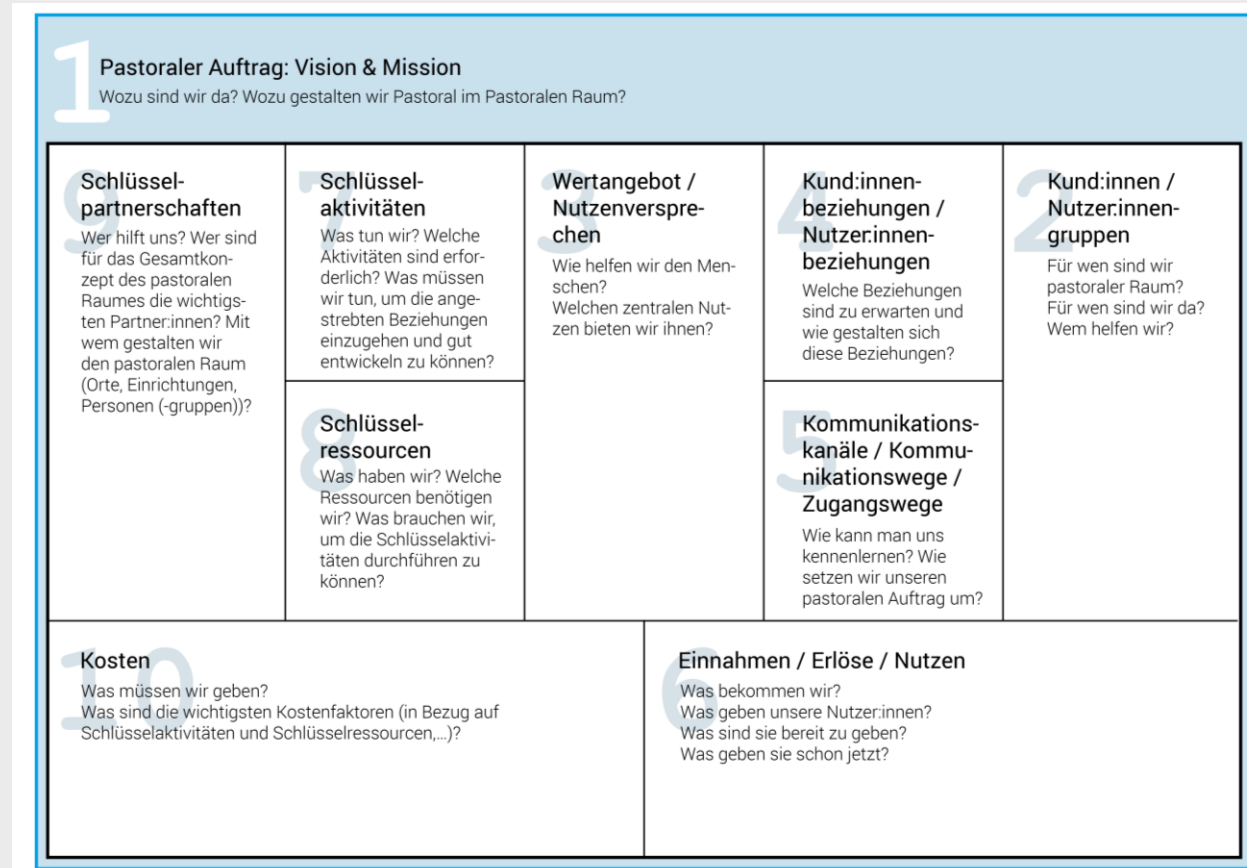 1
Pastoraler Auftrag: Vision & Mission
Wozu sind wir da? Wozu gestalten wir Pastoral im Pastoralen Raum?
9
Schlüssel-
partnerschaften
Wer hilft uns? Wer sind
für das Gesamtkon-
zept des pastoralen
Raumes die wichtigs-
ten Partner:innen? Mit
wem gestalten wir
den pastoralen Raum
(Orte, Einrichtungen,
Personen (-gruppen))?
7
Schlüssel-
aktivitäten
Was tun wir? Welche
Aktivitäten sind erfor-
derlich? Was müssen
wir tun, um die ange-
strebten Beziehungen
einzugehen und gut
entwickeln zu können?
8
Schlüssel-
ressourcen
Was haben wir? Welche
Ressourcen benötigen
wir? Was brauchen wir,
um die Schlüsselaktivi-
täten durchführen zu
können?
3
Wertangebot /
Nutzenverspre-
chen
Wie helfen wir den Men-
schen?
Welchen zentralen Nut-
zen bieten wir ihnen?
4
Kund:innen-
beziehungen /
Nutzer:innen-
beziehungen
Welche Beziehungen
sind zu erwarten und
wie gestalten sich
diese Beziehungen?
5
Kommunikations-
kanäle / Kommu-
nikationswege /
Zugangswege
Wie kann man uns
kennenlernen? Wie
setzen wir unseren
pastoralen Auftrag um?
2
Kund:innen /
Nutzer:innen-
gruppen
Für wen sind wir
pastoraler Raum?
Für wen sind wir da?
Wem helfen wir?
10
Kosten
Was müssen wir geben?
Was sind die wichtigsten Kostenfaktoren (in Bezug auf
Schlüsselaktivitäten und Schlüsselressourcen,...)?
6
Einnahmen / Erlöse / Nutzen
Was bekommen wir?
Was geben unsere Nutzer:innen?
Was sind sie bereit zu geben?
Was geben sie schon jetzt?